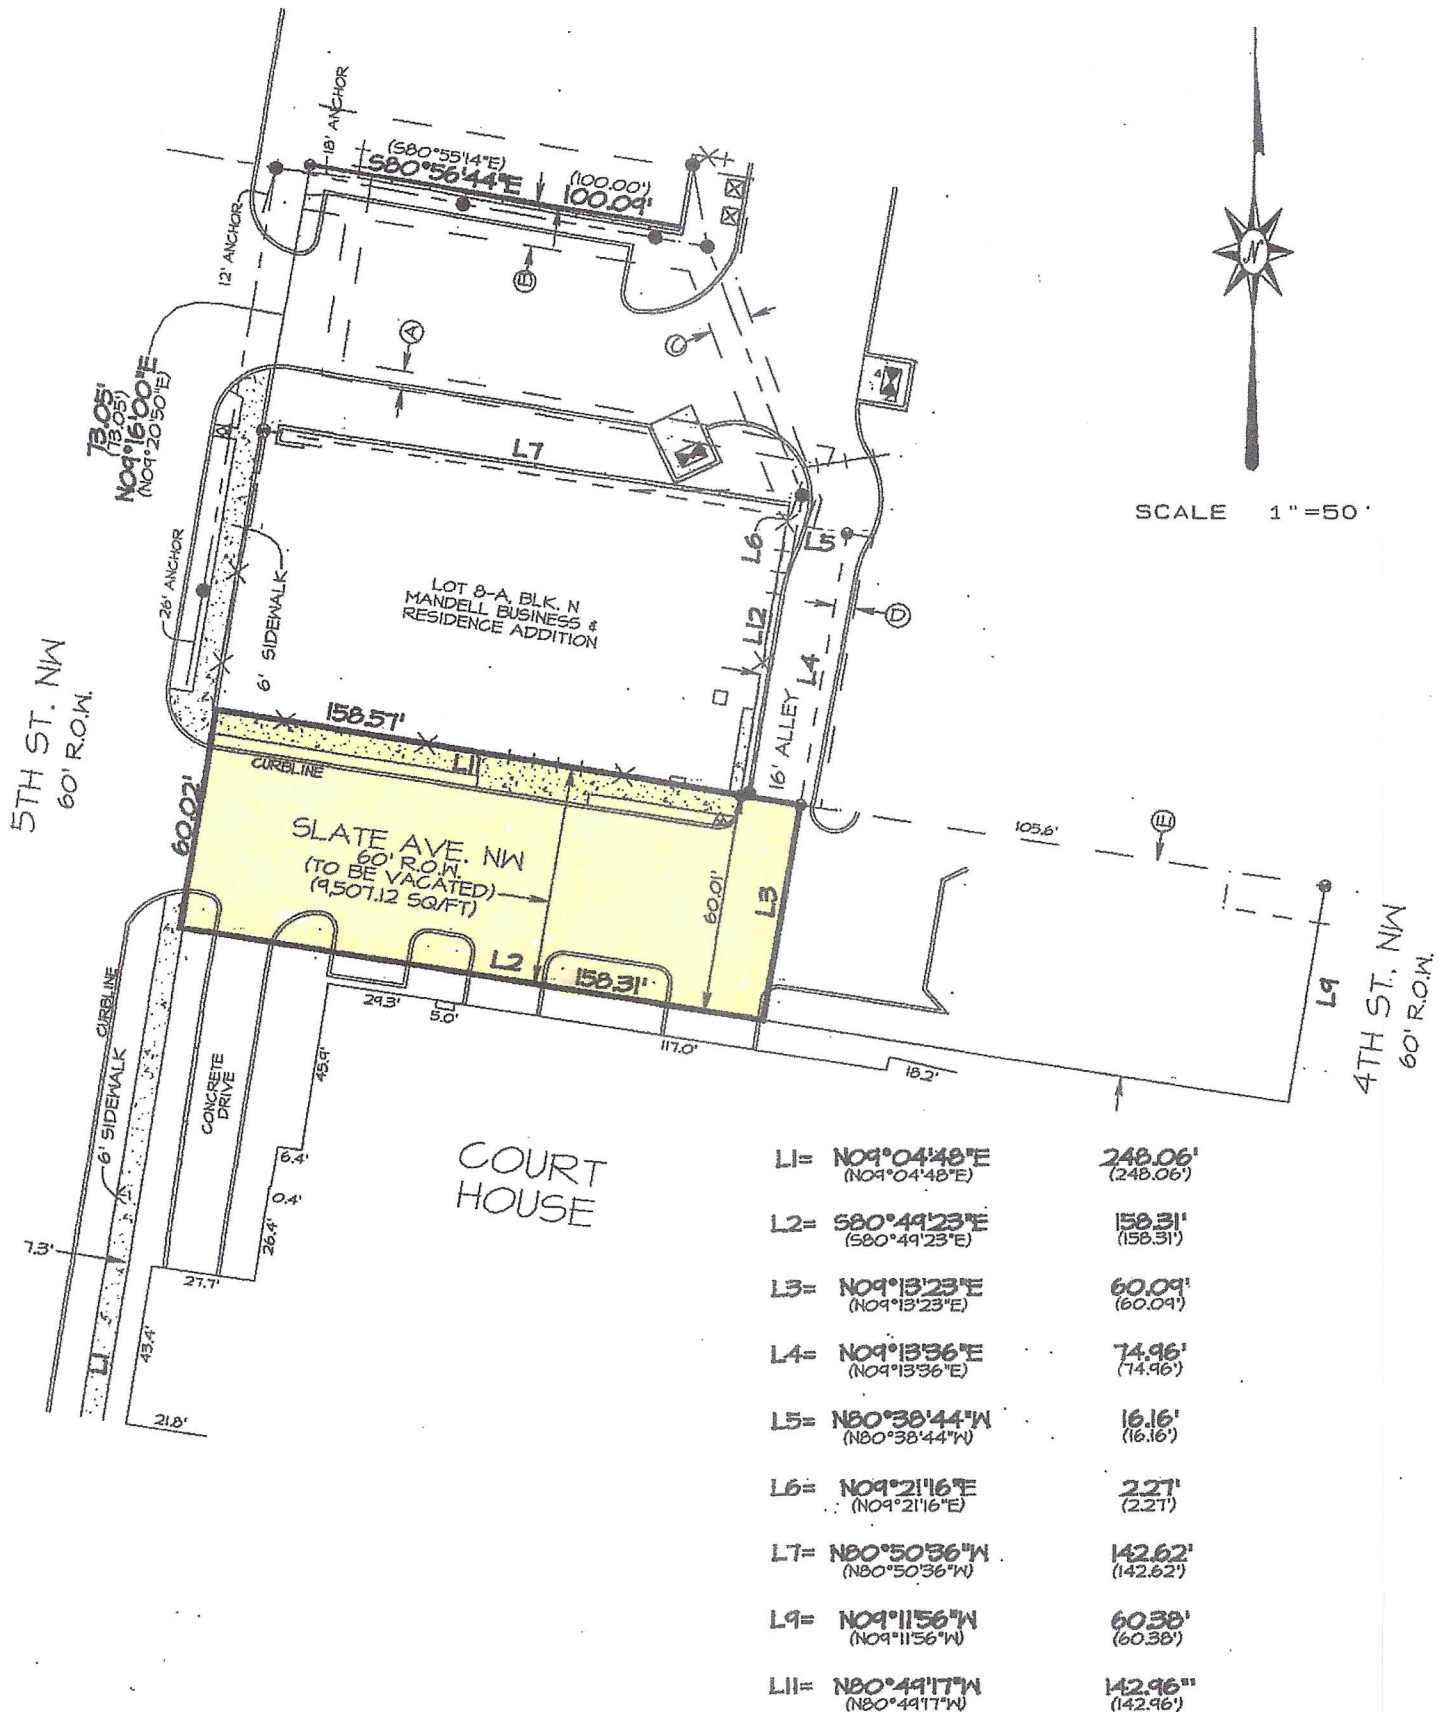 18' ANCHOR
(S80°55'14"E)
S80°56'44"E
(100.00')
100.09'
12' ANCHOR
B
A
C
73.05'
(73.05')
N09°16'00"E
(N09°20'50"E)
N
SCALE 1"=50'
L7
L6
L5
26' ANCHOR
6' SIDEWALK
LOT 8-A, BLK. N
MANDELL BUSINESS &
RESIDENCE ADDITION
L12
L4
D
16' ALLEY
5TH ST. NW
60' R.O.W.
158.57'
L11
CURBLINE
60.02'
SLATE AVE. NW
60' R.O.W.
(TO BE VACATED)
(9,507.12 SQ/FT)
60.01'
L3
105.6'
E
L2
158.31'
4TH ST. NW
60' R.O.W.
L9
CURBLINE
6' SIDEWALK
CONCRETE
DRIVE
29.3'
5.0'
117.0'
18.2'
45.9'
6.4'
0.4'
26.4'
COURT
HOUSE
7.3'
27.7'
43.4'
L1
21.8'
L1= N09°04'48"E 248.06'
(N09°04'48"E) (248.06')
L2= S80°49'23"E 158.31'
(S80°49'23"E) (158.31')
L3= N09°13'23"E 60.09'
(N09°13'23"E) (60.09')
L4= N09°13'36"E 74.96'
(N09°13'36"E) (74.96')
L5= N80°38'44"W 16.16'
(N80°38'44"W) (16.16')
L6= N09°21'16"E 2.27'
(N09°21'16"E) (2.27')
L7= N80°50'36"W 142.62'
(N80°50'36"W) (142.62')
L9= N09°11'56"W 60.38'
(N09°11'56"W) (60.38')
L11= N80°49'17"W 142.96'"
(N80°49'17"W) (142.96')